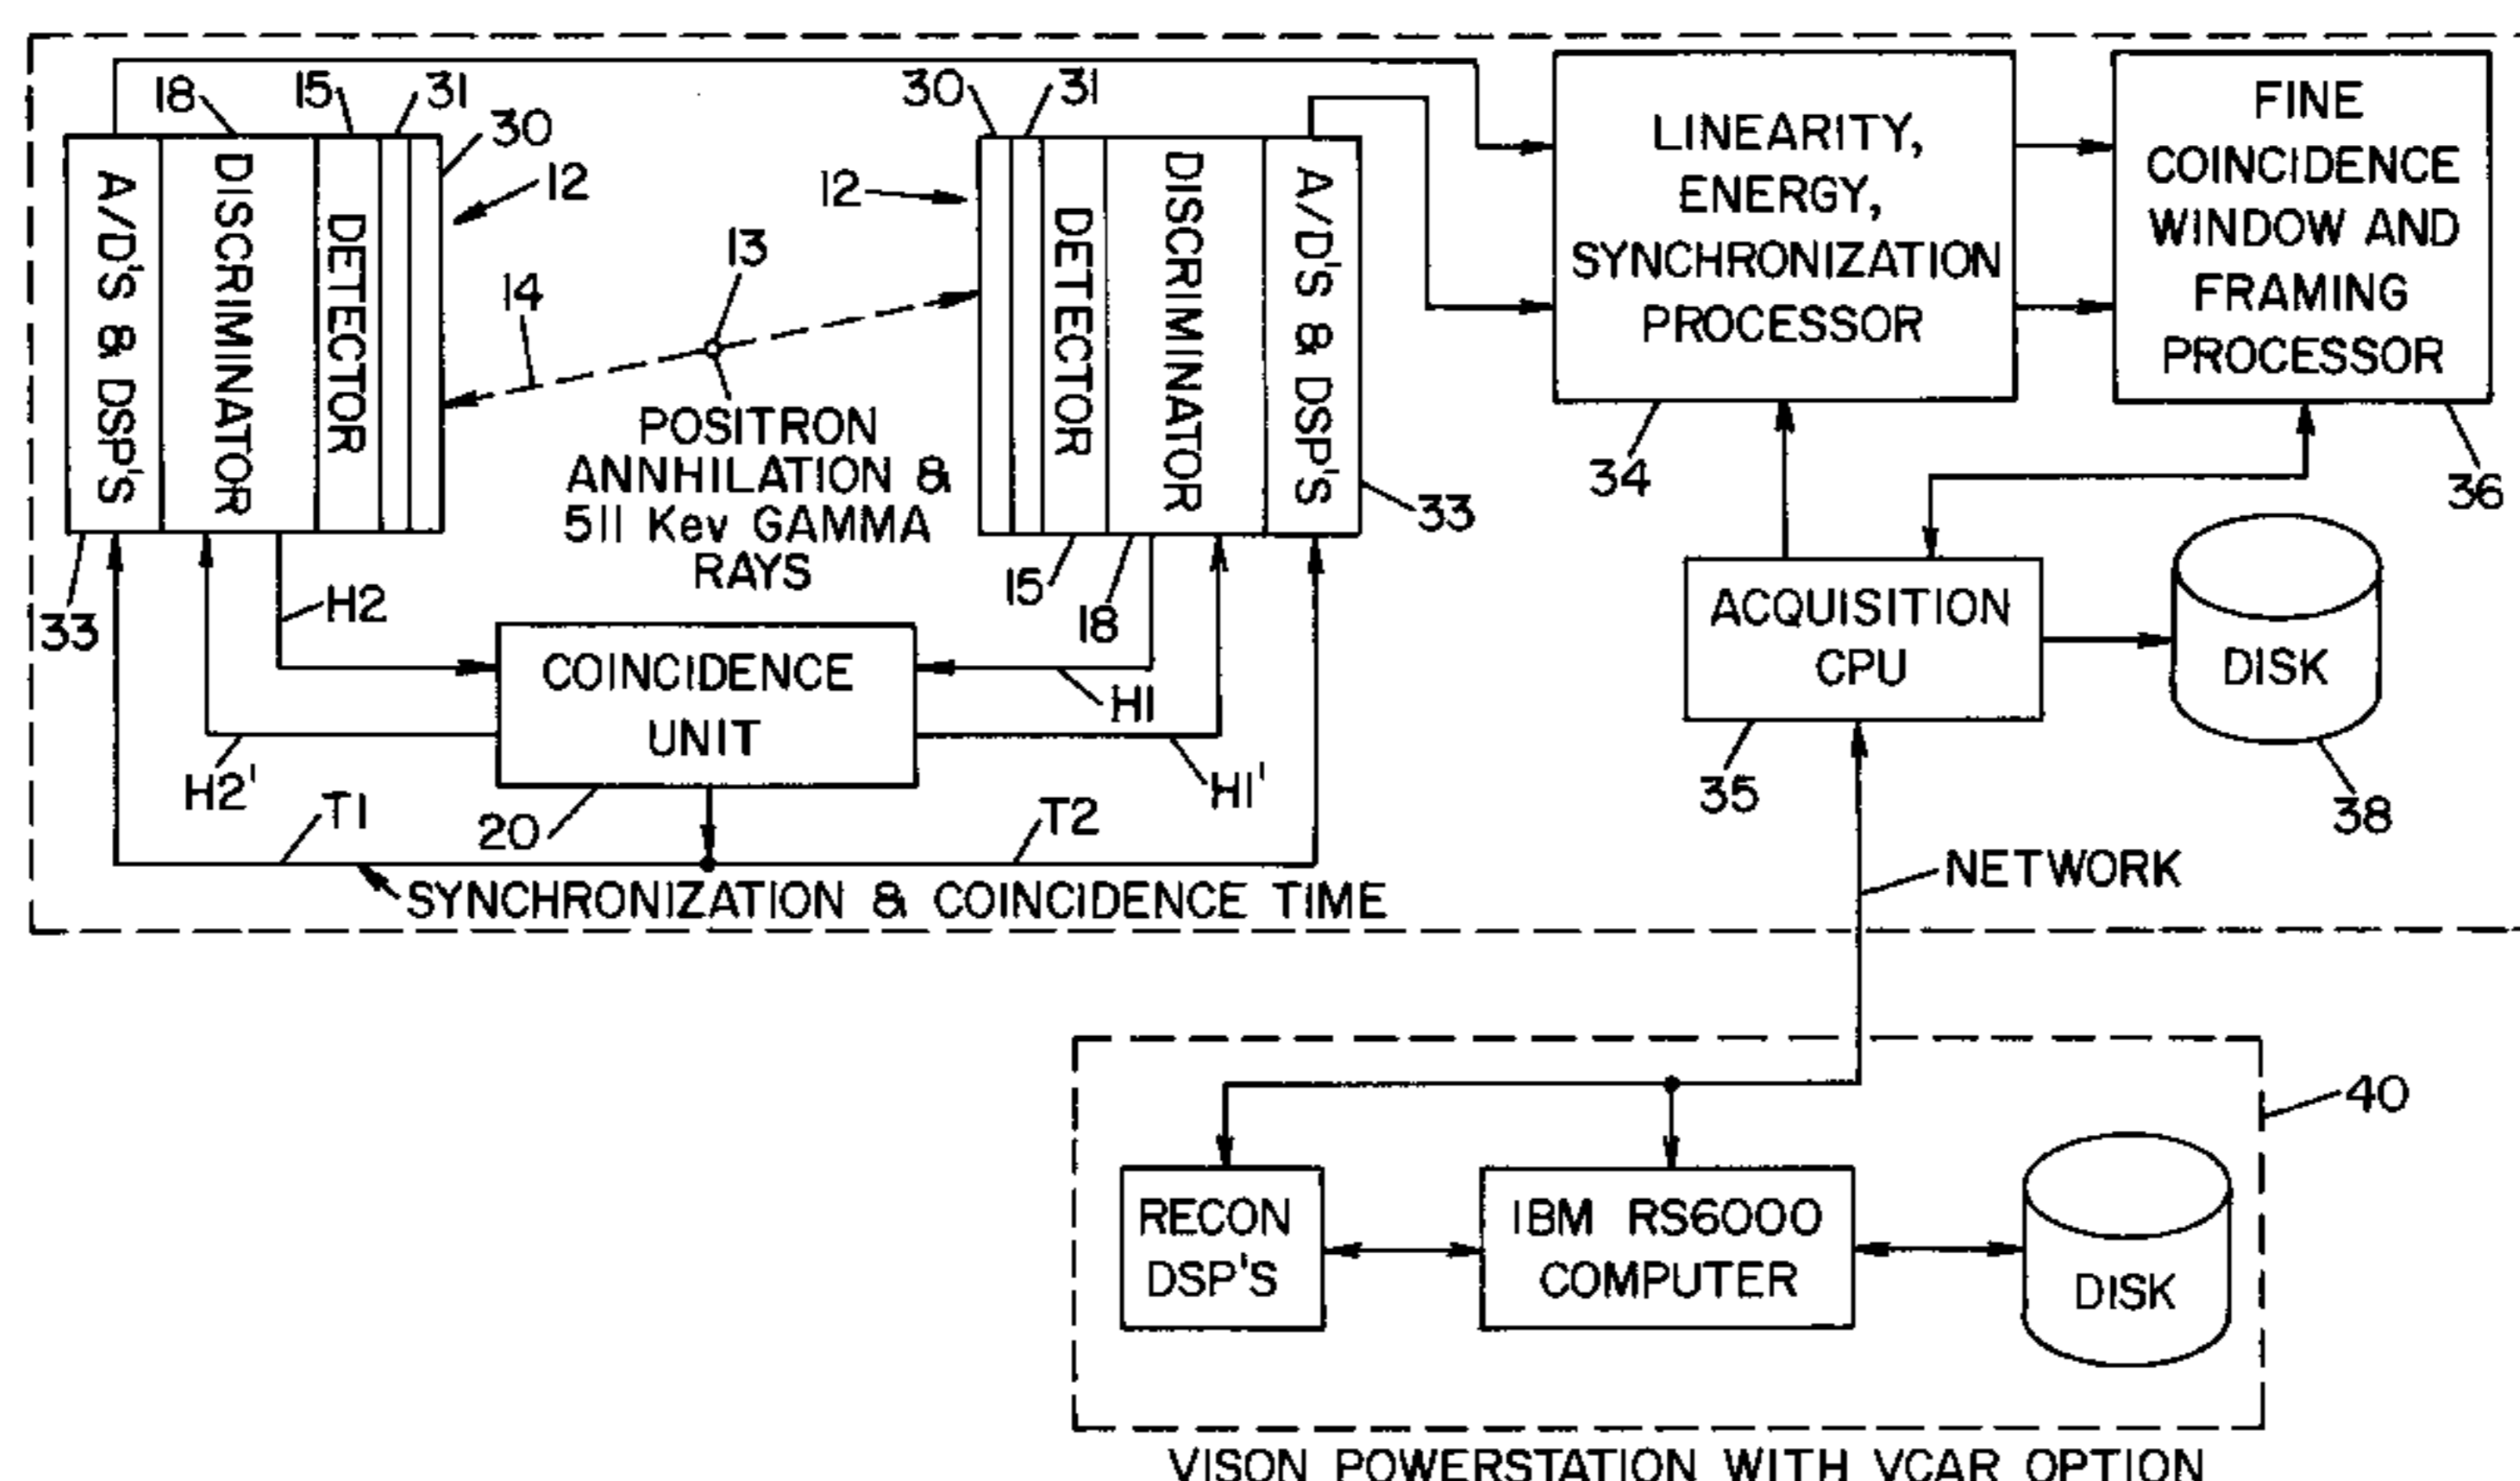 18
15
31
30
12
A/D'S & DSP'S
DISCRIMINATOR
DETECTOR
33
14
13
POSITRON
ANNHILATION &
511 Kev GAMMA
RAYS
30
31
12
DETECTOR
DISCRIMINATOR
A/D'S & DSP'S
33
15
18
H2
H1
H2'
H1'
COINCIDENCE
UNIT
20
T1
T2
SYNCHRONIZATION & COINCIDENCE TIME
LINEARITY,
ENERGY,
SYNCHRONIZATION
PROCESSOR
34
FINE
COINCIDENCE
WINDOW AND
FRAMING
PROCESSOR
36
ACQUISITION
CPU
35
DISK
38
NETWORK
40
RECON
DSP'S
IBM RS6000
COMPUTER
DISK
VISON POWERSTATION WITH VCAR OPTION